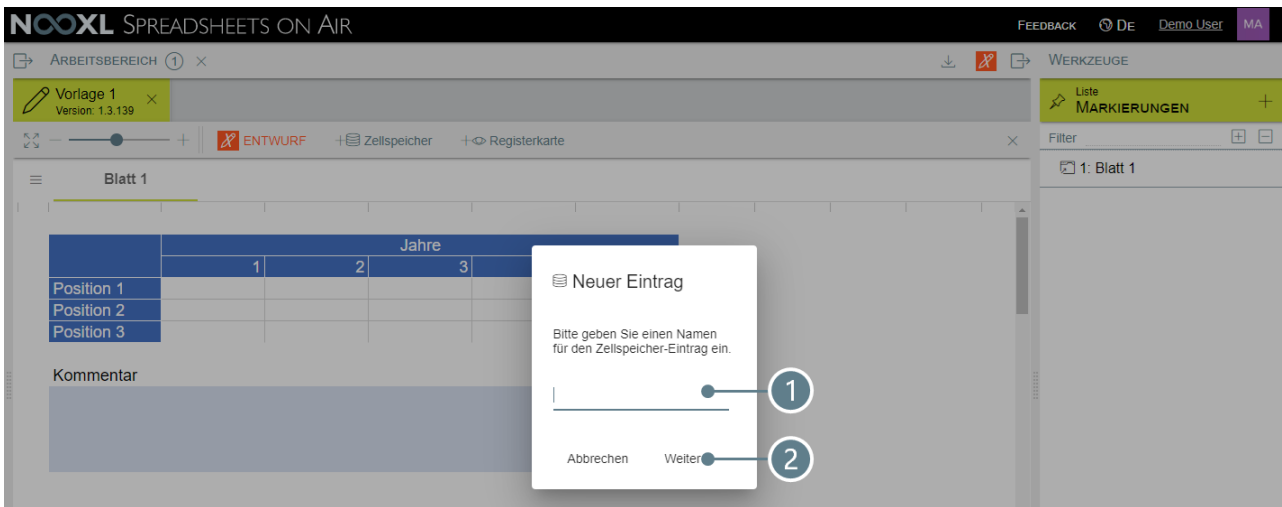 NOOXL SPREADSHEETS ON AIR
FEEDBACK DE Demo User MA
ARBEITSBEREICH 1
WERKZEUGE
Vorlage 1
Version: 1.3.139
Liste
MARKIERUNGEN
ENTWURF Zellspeicher Registerkarte
Filter
Blatt 1
1: Blatt 1
Jahre
1 2 3
Position 1
Position 2
Position 3
Kommentar
Neuer Eintrag
Bitte geben Sie einen Namen
für den Zellspeicher-Eintrag ein.
1
Abbrechen Weiter
2